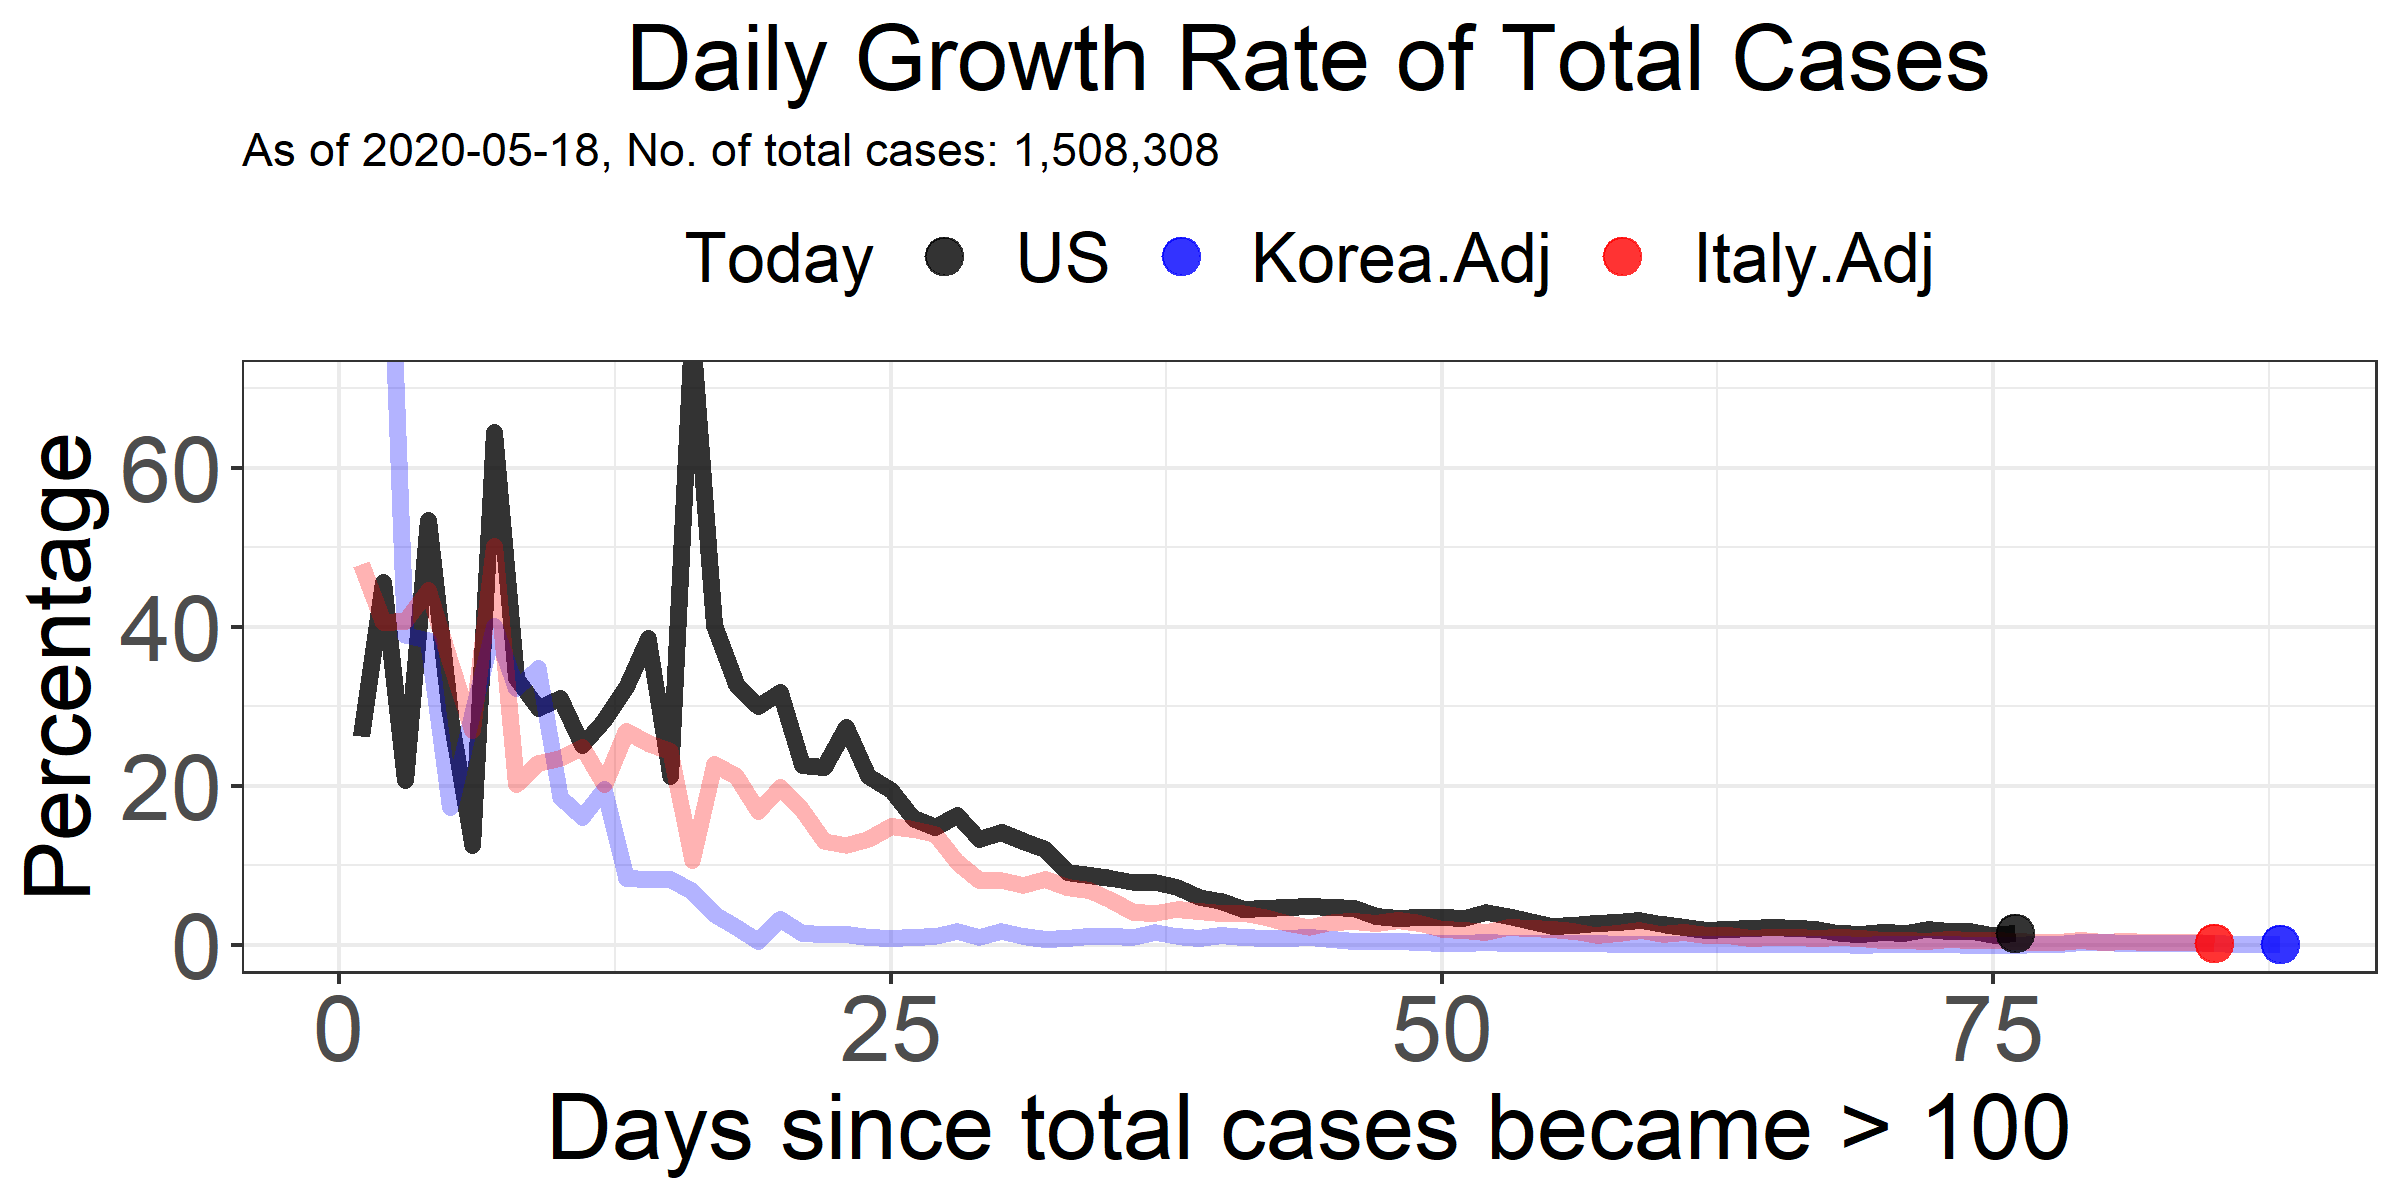 Daily Growth Rate of Total Cases
As of 2020-05-18, No. of total cases: 1,508,308
Today US Korea.Adj Italy.Adj
Percentage
60
40
20
0
0 25 50 75
Days since total cases became > 100